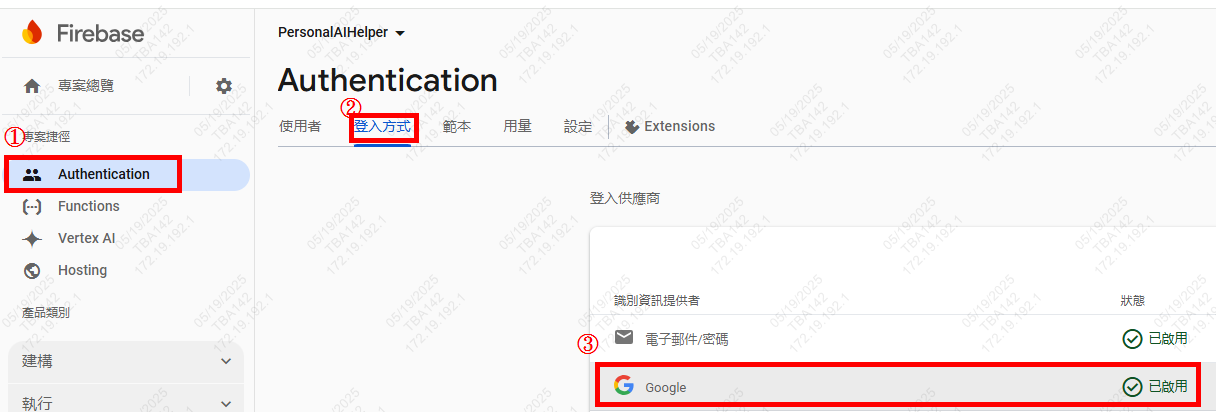 Firebase
PersonalAIHelper
專案總覽
Authentication
②
使用者 登入方式 範本 用量 設定 Extensions
①專案捷徑
Authentication
Functions
Vertex AI
Hosting
產品類別
建構
執行
登入供應商
識別資訊提供者 狀態
電子郵件/密碼 已啟用
③
Google 已啟用
05/19/2025
TBA142
172.19.192.1